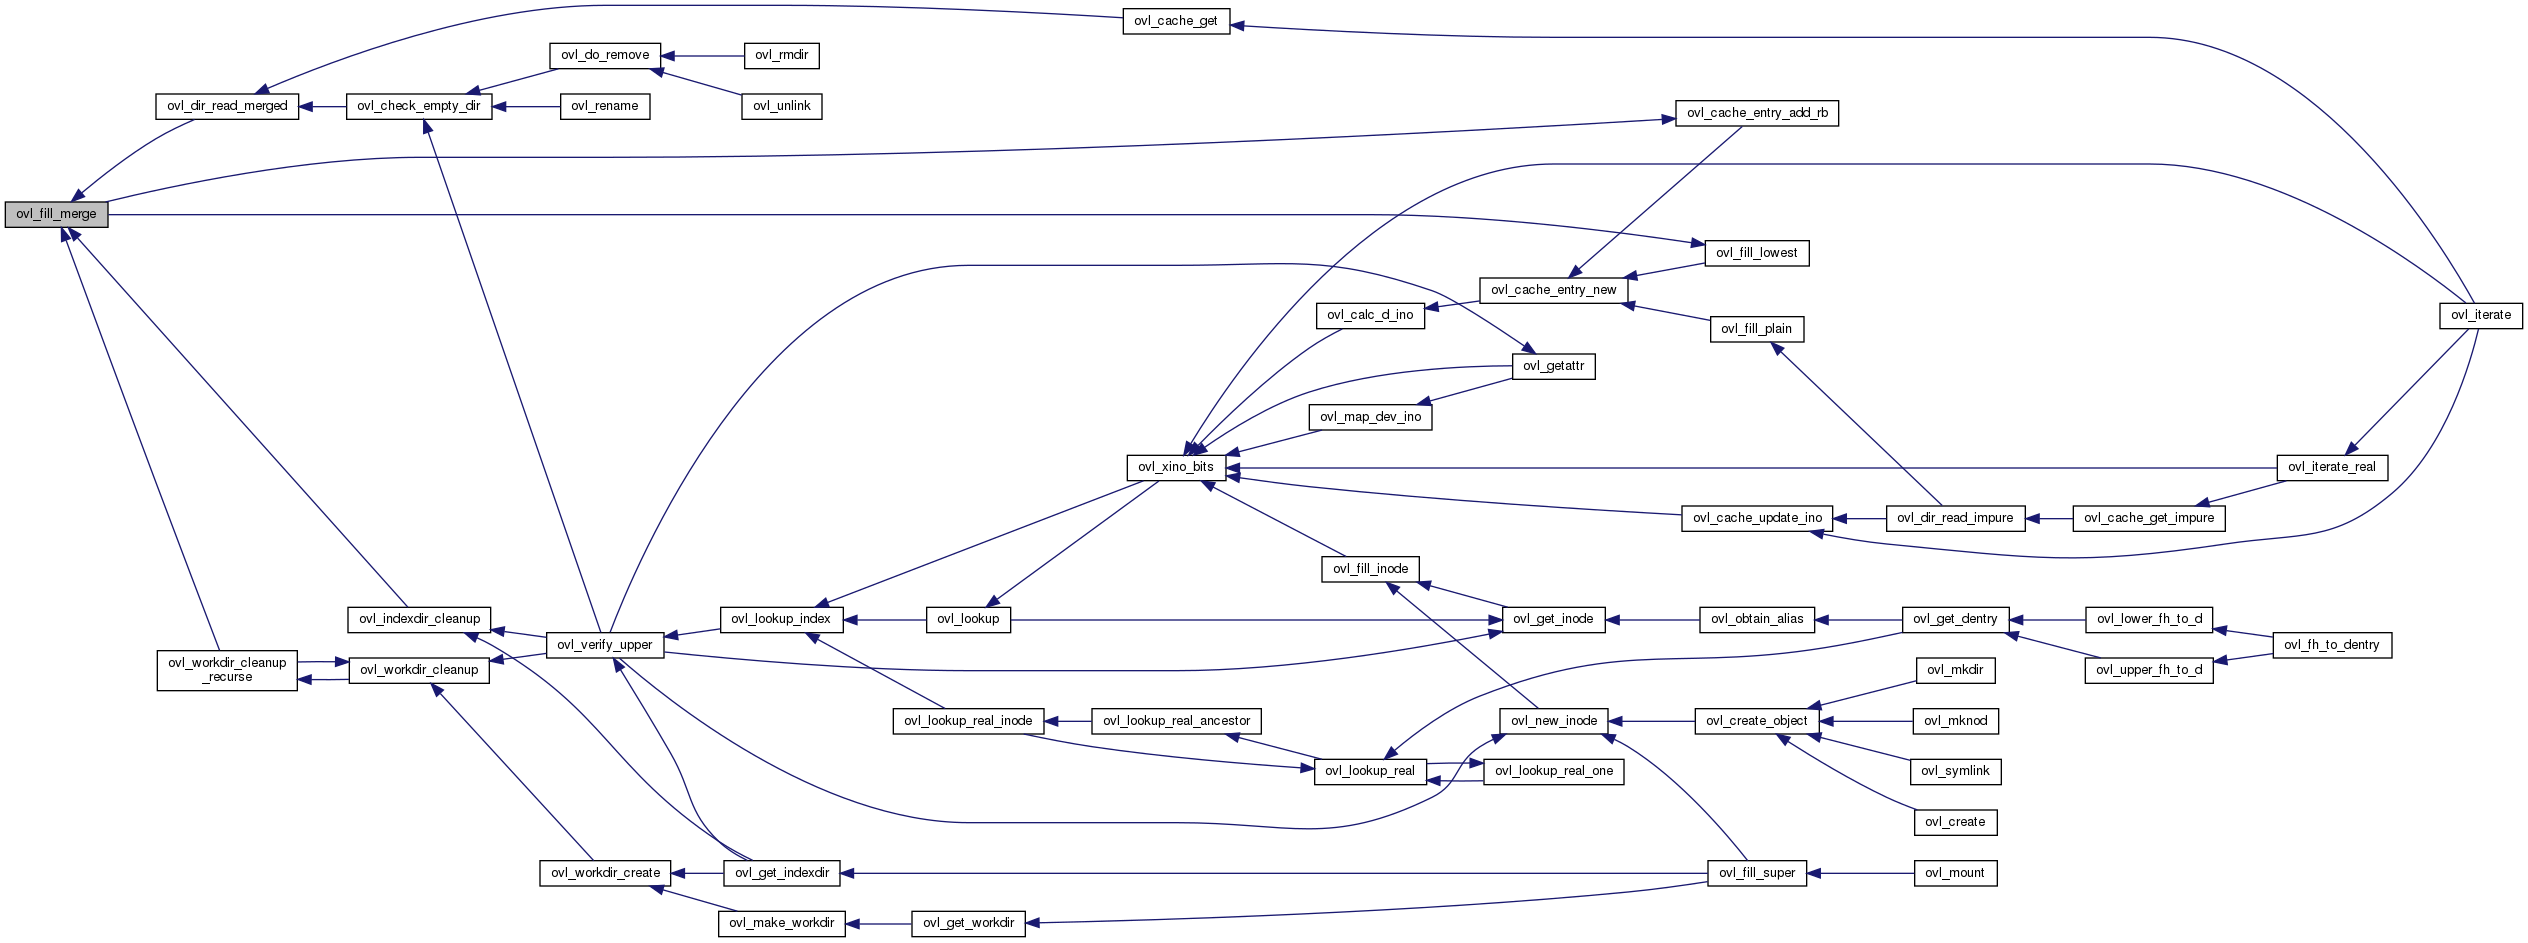 ovl_cache_get
ovl_do_remove
ovl_rmdir
ovl_dir_read_merged
ovl_check_empty_dir
ovl_rename
ovl_unlink
ovl_cache_entry_add_rb
ovl_fill_merge
ovl_fill_lowest
ovl_cache_entry_new
ovl_calc_d_ino
ovl_iterate
ovl_fill_plain
ovl_getattr
ovl_map_dev_ino
ovl_xino_bits
ovl_iterate_real
ovl_cache_update_ino
ovl_dir_read_impure
ovl_cache_get_impure
ovl_fill_inode
ovl_indexdir_cleanup
ovl_lookup_index
ovl_lookup
ovl_get_inode
ovl_obtain_alias
ovl_get_dentry
ovl_lower_fh_to_d
ovl_verify_upper
ovl_fh_to_dentry
ovl_workdir_cleanup
_recurse
ovl_workdir_cleanup
ovl_upper_fh_to_d
ovl_mkdir
ovl_lookup_real_inode
ovl_lookup_real_ancestor
ovl_new_inode
ovl_create_object
ovl_mknod
ovl_lookup_real
ovl_lookup_real_one
ovl_symlink
ovl_create
ovl_workdir_create
ovl_get_indexdir
ovl_fill_super
ovl_mount
ovl_make_workdir
ovl_get_workdir